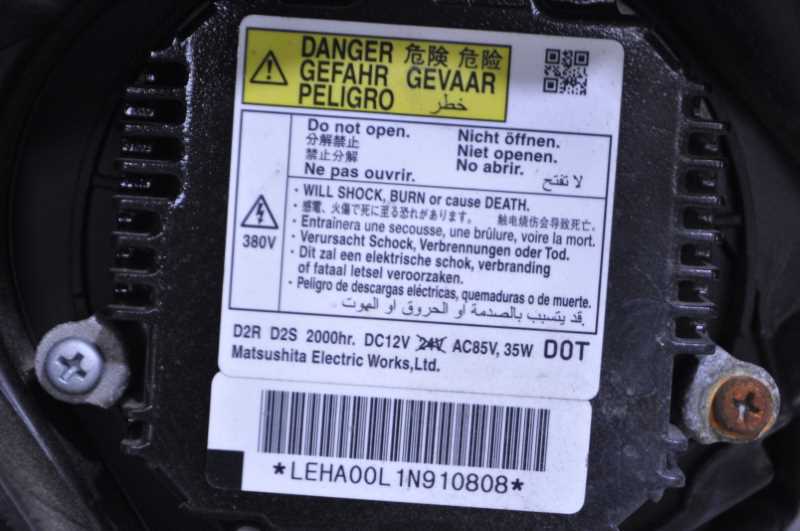 DANGER 危険 危险
GEFAHR GEVAAR
PELIGRO خطر
Do not open.
分解禁止
禁止分解
Ne pas ouvrir.
Nicht öffnen.
Niet openen.
No abrir.
لا تفتح
380V
· WILL SHOCK, BURN or cause DEATH.
· 感電、火傷で死に至る恐れがあります。 触电烧伤会导致死亡.
· Entrainera une secousse, une brûlure, voire la mort.
· Verursacht Schock, Verbrennungen oder Tod.
· Dit zal een elektrische schok, verbranding
of fataal letsel veroorzaken.
· Peligro de descargas eléctricas, quemaduras o de muerte.
قد يتسبب بالصدمة او الحروق او الموت .
D2R D2S 2000hr. DC12V 24V AC85V, 35W DOT
Matsushita Electric Works,Ltd.
*LEHA00L1N910808*